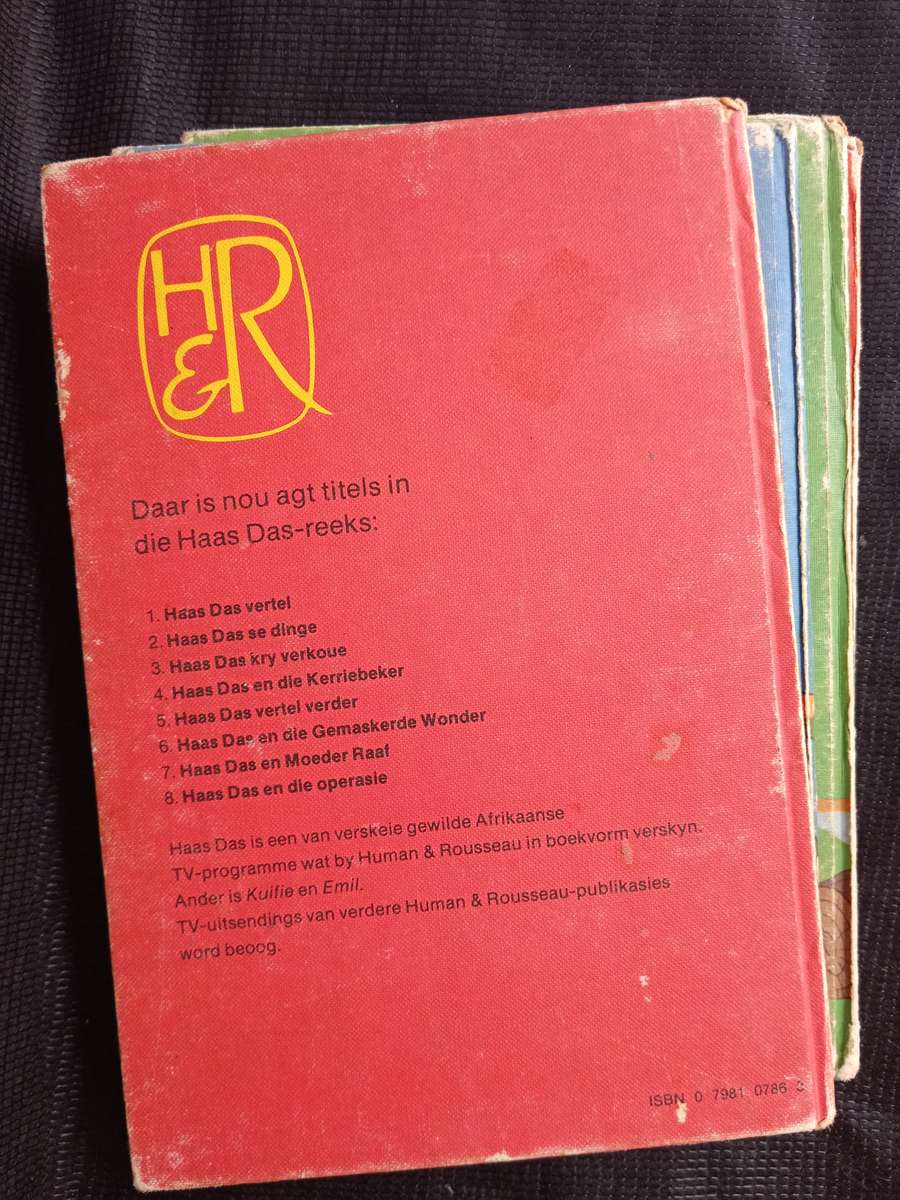 H
&R
Daar is nou agt titels in
die Haas Das-reeks:
1. Haas Das vertel
2. Haas Das se dinge
3. Haas Das kry verkoue
4. Haas Das en die Kerriebeker
5. Haas Das vertel verder
6. Haas Das en die Gemaskerde Wonder
7. Haas Das en Moeder Raaf
8. Haas Das en die operasie
Haas Das is een van verskeie gewilde Afrikaanse
TV-programme wat by Human & Rousseau in boekvorm verskyn.
Ander is Kuifie en Emil.
TV-uitsendings van verdere Human & Rousseau-publikasies
word beoog.
ISBN 0 7981 0786 3